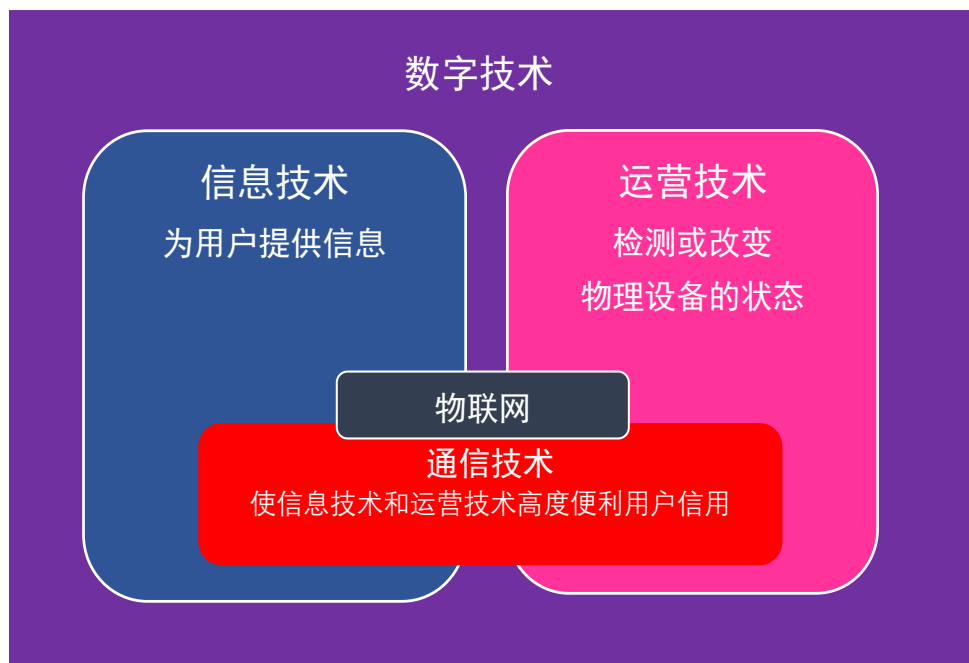 数字技术
信息技术
为用户提供信息
运营技术
检测或改变
物理设备的状态
物联网
通信技术
使信息技术和运营技术高度便利用户信用